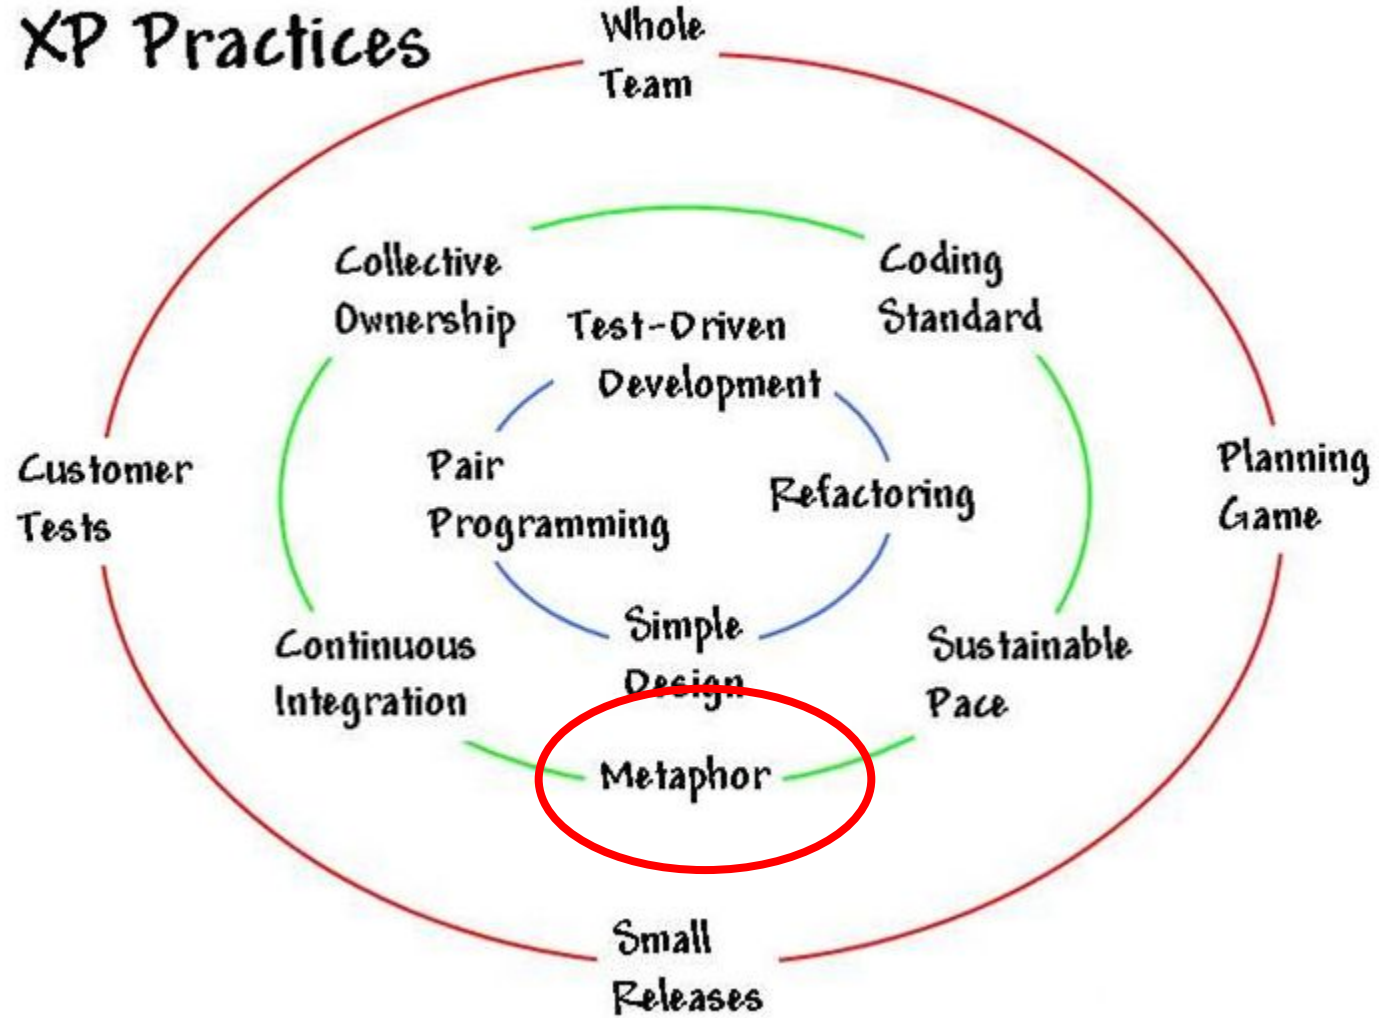 XP Practices
Whole
Team
Collective
Ownership
Coding
Standard
Test-Driven
Development
Customer
Tests
Pair
Programming
Refactoring
Planning
Game
Continuous
Integration
Simple
Design
Sustainable
Pace
Metaphor
Small
Releases